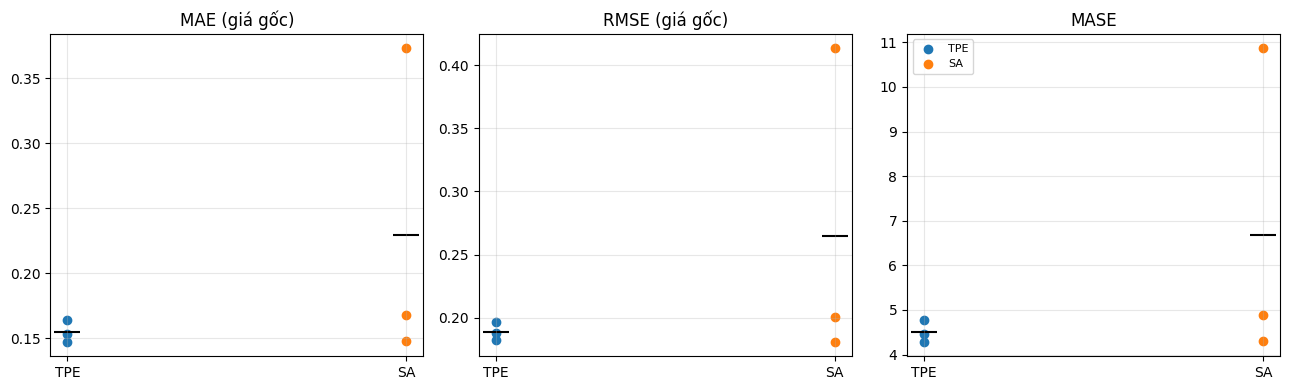 MAE (giá gốc)
0.35
0.30
0.25
0.20
0.15
TPE
SA
RMSE (giá gốc)
0.40
0.35
0.30
0.25
0.20
TPE
SA
MASE
TPE
SA
11
10
9
8
7
6
5
4
TPE
SA